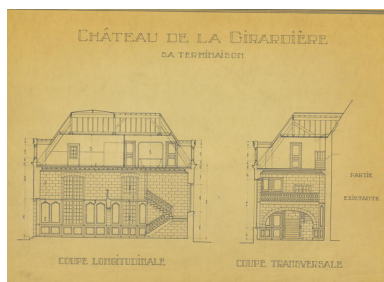 CHÂTEAU DE LA GIRARDIÈRE
SA TERMINAISON
PARTIE
EXISTANTE
COUPE LONGITUDINALE
COUPE TRANSVERSALE